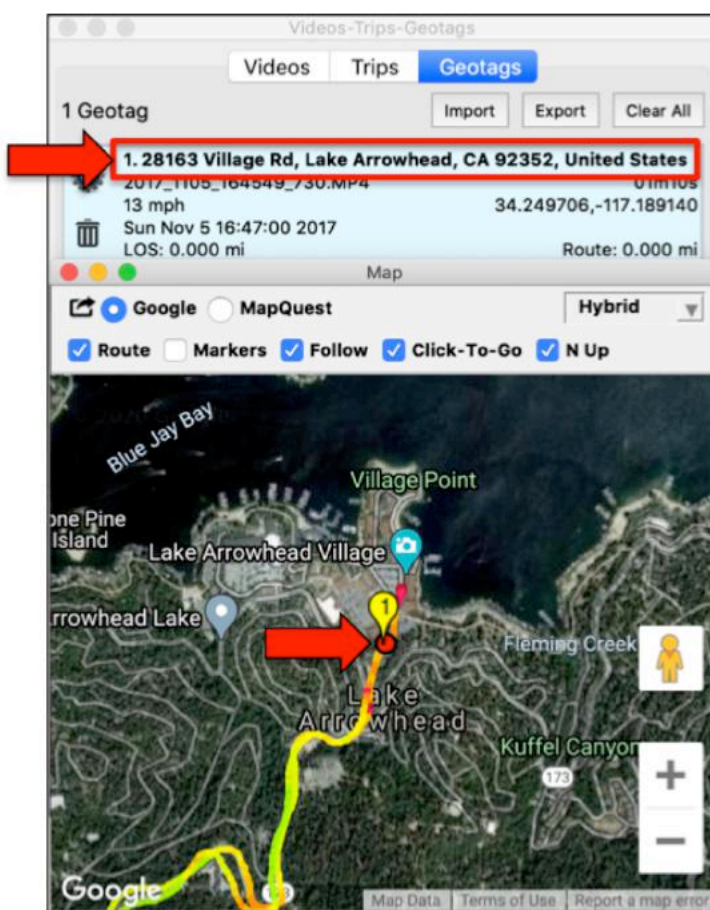 Videos-Trips-Geotags
Videos Trips Geotags
1 Geotag Import Export Clear All
1. 28163 Village Rd, Lake Arrowhead, CA 92352, United States
2017_1105_164549_730.MP4 01m10s
13 mph 34.249706,-117.189140
Sun Nov 5 16:47:00 2017
LOS: 0.000 mi Route: 0.000 mi
Map
Google MapQuest Hybrid
Route Markers Follow Click-To-Go N Up
Blue Jay Bay
Village Point
one Pine
Island
Lake Arrowhead Village
1
rrowhead Lake
Fleming Creek
Lake
Arrowhead
Kuffel Canyon
173
+
−
Google
Map Data Terms of Use Report a map error